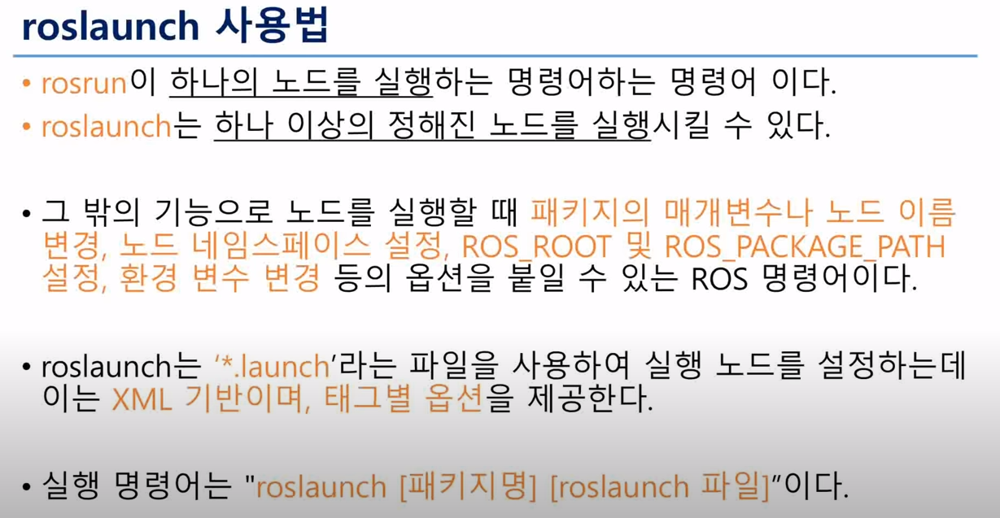 roslaunch 사용법
• rosrun이 하나의 노드를 실행하는 명령어하는 명령어 이다.
• roslaunch는 하나 이상의 정해진 노드를 실행시킬 수 있다.
• 그 밖의 기능으로 노드를 실행할 때 패키지의 매개변수나 노드 이름
변경, 노드 네임스페이스 설정, ROS_ROOT 및 ROS_PACKAGE_PATH
설정, 환경 변수 변경 등의 옵션을 붙일 수 있는 ROS 명령어이다.
• roslaunch는 ‘*.launch’라는 파일을 사용하여 실행 노드를 설정하는데
이는 XML 기반이며, 태그별 옵션을 제공한다.
• 실행 명령어는 "roslaunch [패키지명] [roslaunch 파일]”이다.